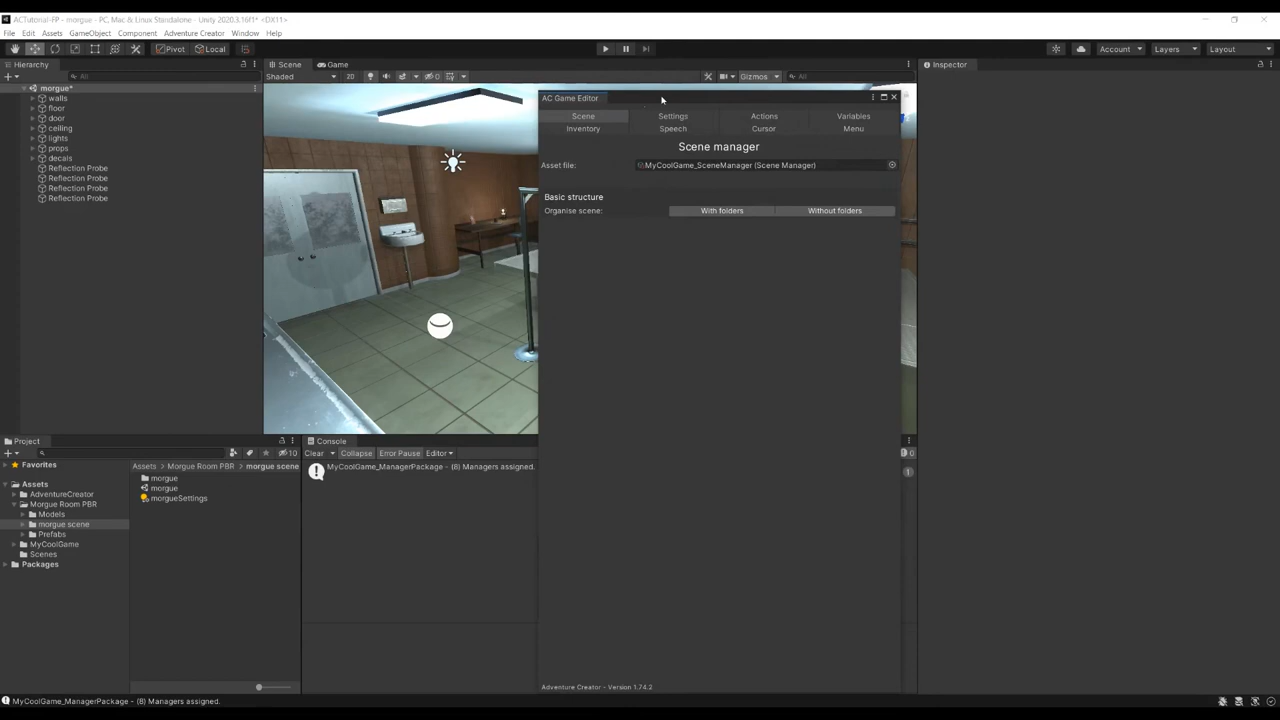 ACTutorial-FP - morgue - PC, Mac & Linux Standalone - Unity 2020.3.16f1* <DX11>
File Edit Assets GameObject Component Adventure Creator Window Help
Pivot Local Account Layers Layout
Hierarchy
All
morgue*
walls
floor
door
ceiling
lights
props
decals
Reflection Probe
Reflection Probe
Reflection Probe
Reflection Probe
Scene Game
Shaded 2D 0 Gizmos All
Inspector
AC Game Editor
Scene Settings Actions Variables
Inventory Speech Cursor Menu
Scene manager
Asset file: MyCoolGame_SceneManager (Scene Manager)
Basic structure
Organise scene: With folders Without folders
Adventure Creator - Version 1.74.2
Project
10
Favorites
Assets
AdventureCreator
Morgue Room PBR
Models
morgue scene
Prefabs
MyCoolGame
Scenes
Packages
Assets Morgue Room PBR morgue scene
morgue
morgue
morgueSettings
Console
Clear Collapse Error Pause Editor 0
MyCoolGame_ManagerPackage - (8) Managers assigned. 1
MyCoolGame_ManagerPackage - (8) Managers assigned.